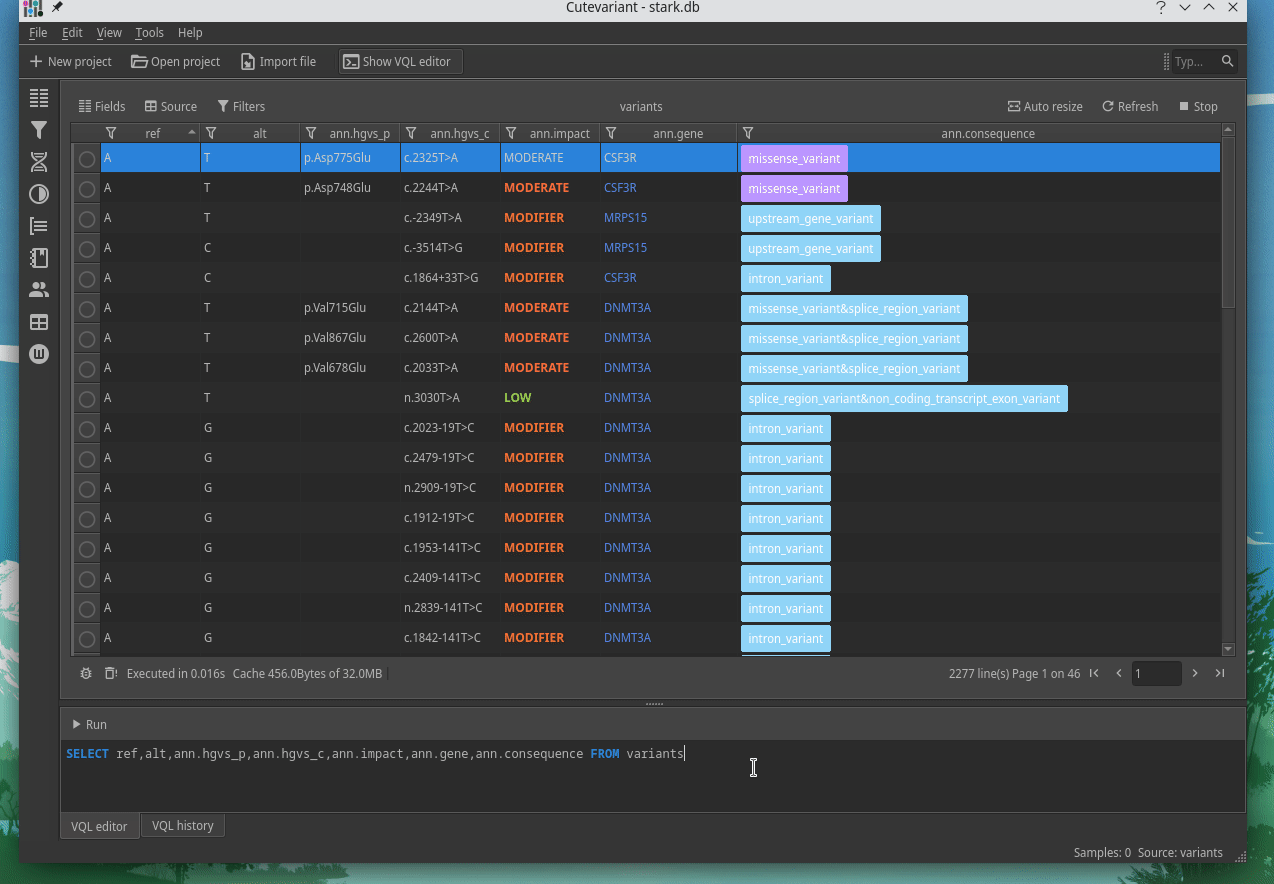 Cutevariant - stark.db
File Edit View Tools Help
New project Open project Import file Show VQL editor Typ...
Fields Source Filters variants Auto resize Refresh Stop
ref alt ann.hgvs_p ann.hgvs_c ann.impact ann.gene ann.consequence
A T p.Asp775Glu c.2325T>A MODERATE CSF3R missense_variant
A T p.Asp748Glu c.2244T>A MODERATE CSF3R missense_variant
A T c.-2349T>A MODIFIER MRPS15 upstream_gene_variant
A C c.-3514T>G MODIFIER MRPS15 upstream_gene_variant
A C c.1864+33T>G MODIFIER CSF3R intron_variant
A T p.Val715Glu c.2144T>A MODERATE DNMT3A missense_variant&splice_region_variant
A T p.Val867Glu c.2600T>A MODERATE DNMT3A missense_variant&splice_region_variant
A T p.Val678Glu c.2033T>A MODERATE DNMT3A missense_variant&splice_region_variant
A T n.3030T>A LOW DNMT3A splice_region_variant&non_coding_transcript_exon_variant
A G c.2023-19T>C MODIFIER DNMT3A intron_variant
A G c.2479-19T>C MODIFIER DNMT3A intron_variant
A G n.2909-19T>C MODIFIER DNMT3A intron_variant
A G c.1912-19T>C MODIFIER DNMT3A intron_variant
A G c.1953-141T>C MODIFIER DNMT3A intron_variant
A G c.2409-141T>C MODIFIER DNMT3A intron_variant
A G n.2839-141T>C MODIFIER DNMT3A intron_variant
A G c.1842-141T>C MODIFIER DNMT3A intron_variant
Executed in 0.016s Cache 456.0Bytes of 32.0MB 2277 line(s) Page 1 on 46 1
Run
SELECT ref,alt,ann.hgvs_p,ann.hgvs_c,ann.impact,ann.gene,ann.consequence FROM variants
VQL editor VQL history
Samples: 0 Source: variants